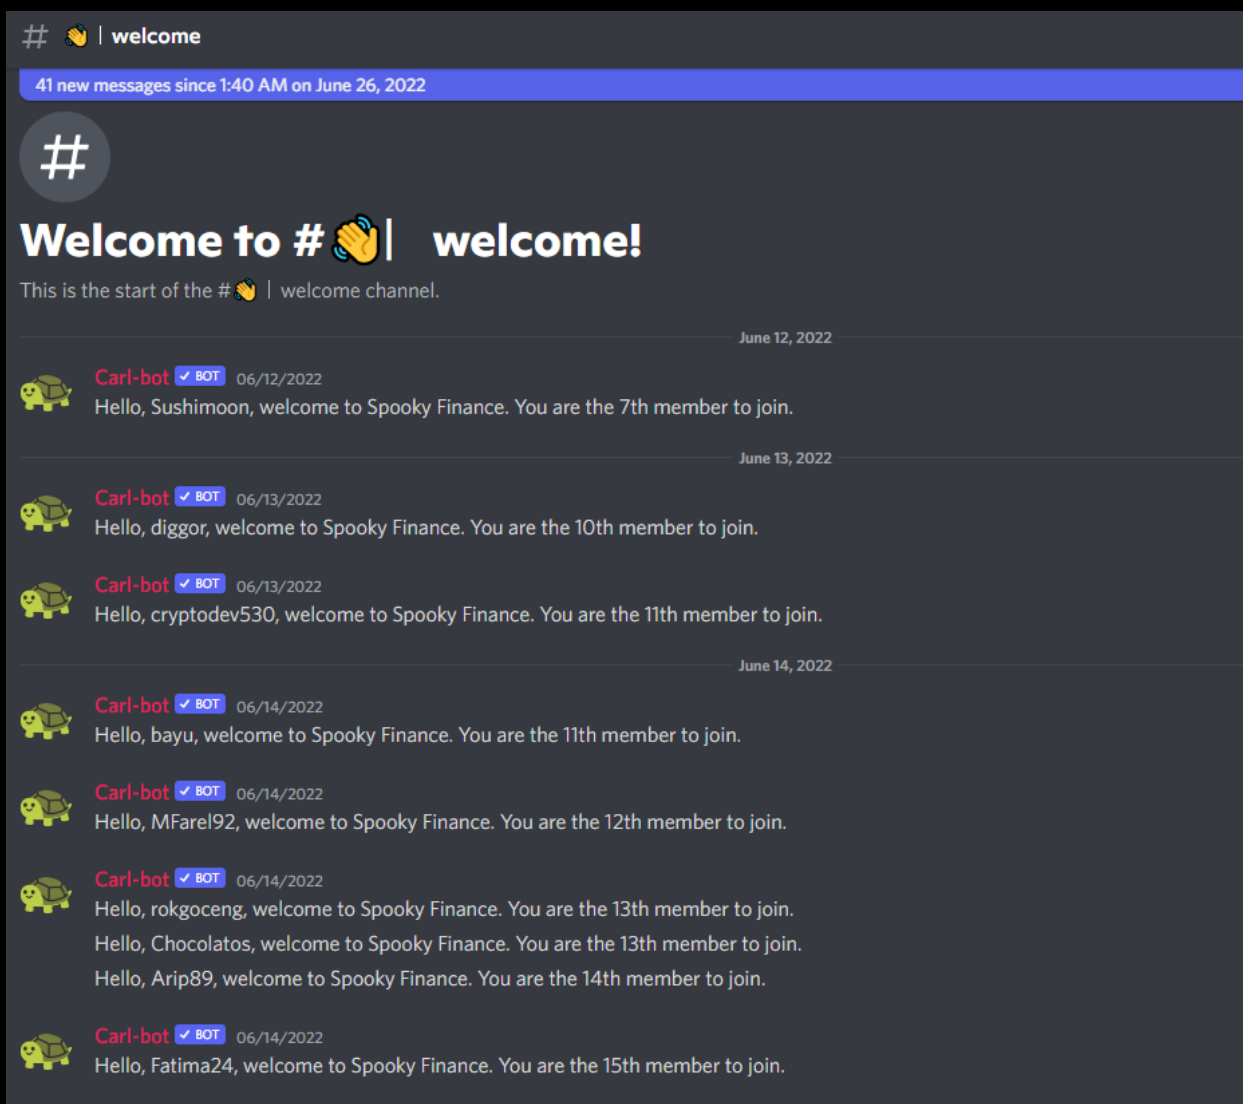 # 👋 | welcome
41 new messages since 1:40 AM on June 26, 2022
#
Welcome to #👋| welcome!
This is the start of the #👋 | welcome channel.
June 12, 2022
Carl-bot ✓ BOT 06/12/2022
Hello, Sushimoon, welcome to Spooky Finance. You are the 7th member to join.
June 13, 2022
Carl-bot ✓ BOT 06/13/2022
Hello, diggor, welcome to Spooky Finance. You are the 10th member to join.
Carl-bot ✓ BOT 06/13/2022
Hello, cryptodev530, welcome to Spooky Finance. You are the 11th member to join.
June 14, 2022
Carl-bot ✓ BOT 06/14/2022
Hello, bayu, welcome to Spooky Finance. You are the 11th member to join.
Carl-bot ✓ BOT 06/14/2022
Hello, MFarel92, welcome to Spooky Finance. You are the 12th member to join.
Carl-bot ✓ BOT 06/14/2022
Hello, rokgoceng, welcome to Spooky Finance. You are the 13th member to join.
Hello, Chocolatos, welcome to Spooky Finance. You are the 13th member to join.
Hello, Arip89, welcome to Spooky Finance. You are the 14th member to join.
Carl-bot ✓ BOT 06/14/2022
Hello, Fatima24, welcome to Spooky Finance. You are the 15th member to join.